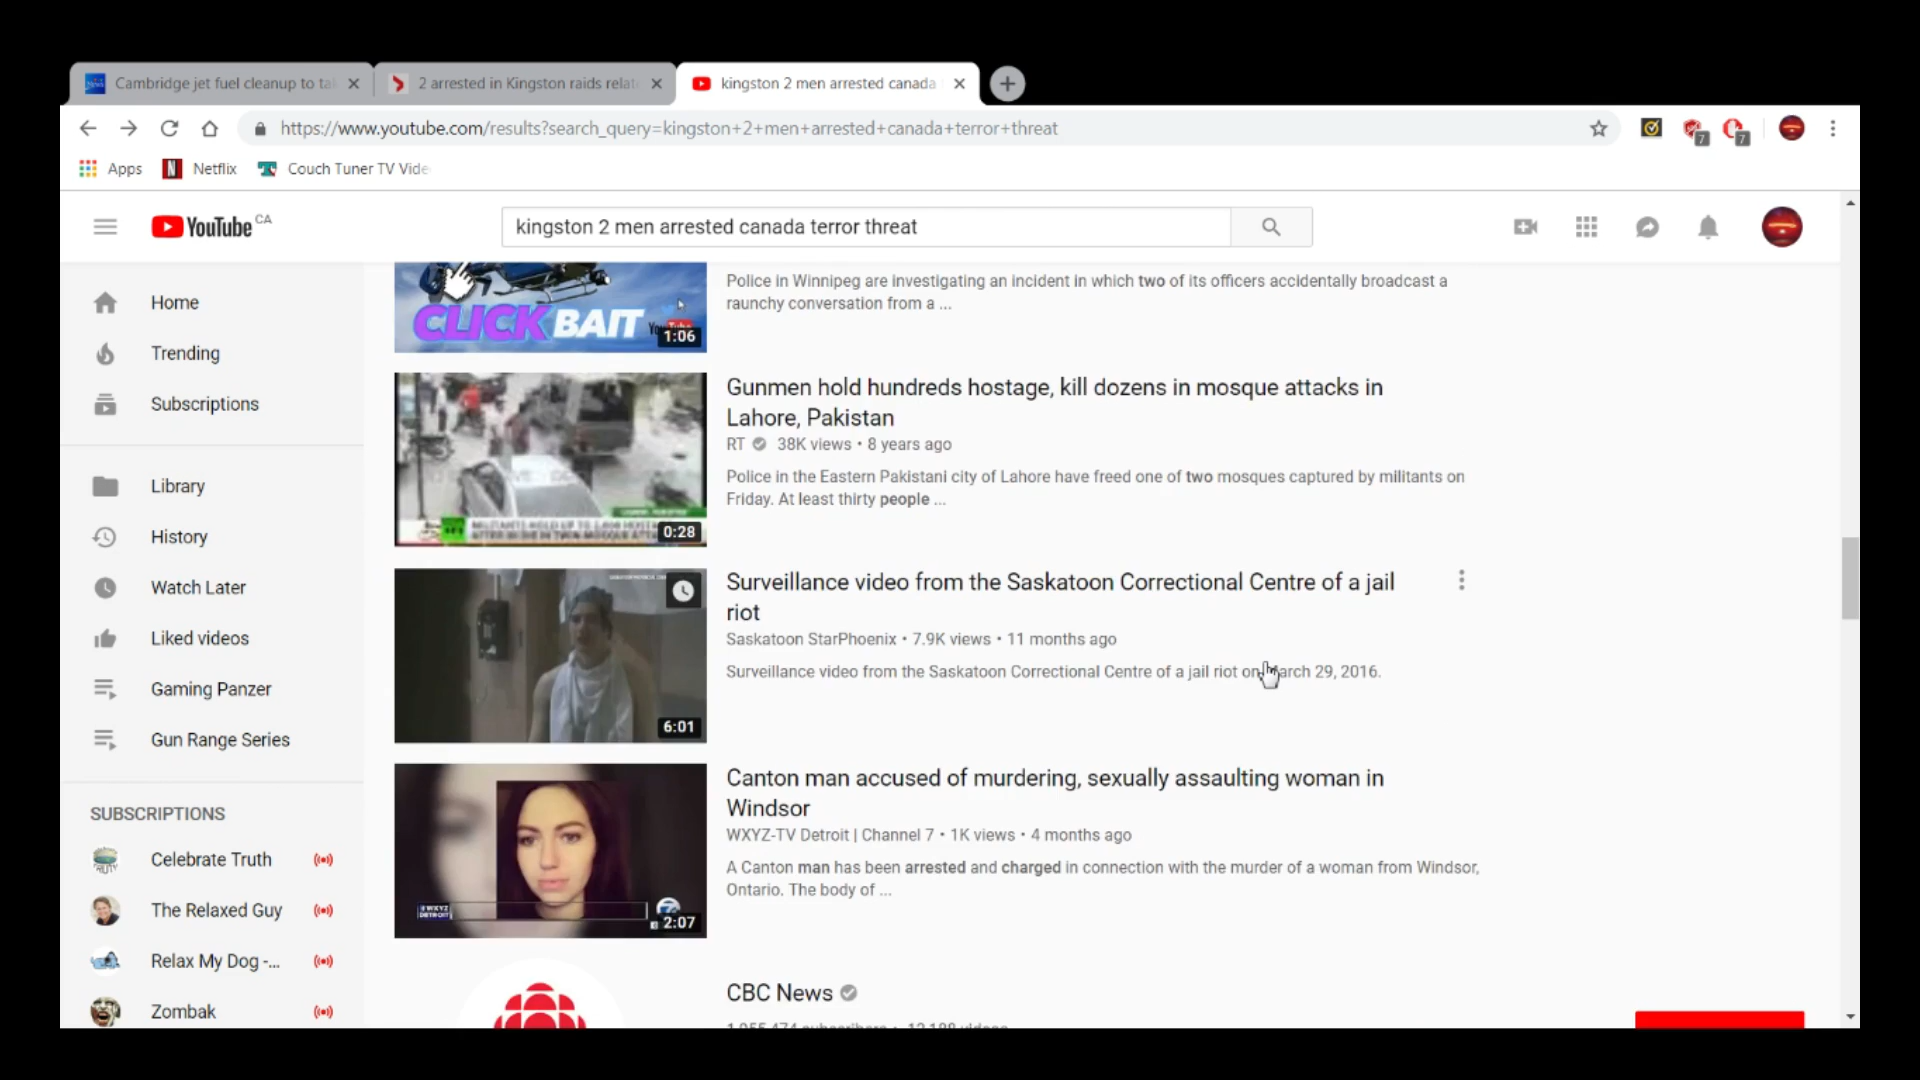 Cambridge jet fuel cleanup to ta
2 arrested in Kingston raids relat
kingston 2 men arrested canada
https://www.youtube.com/results?search_query=kingston+2+men+arrested+canada+terror+threat
7
7
Apps
Netflix
Couch Tuner TV Vide
YouTube CA
kingston 2 men arrested canada terror threat
Home
Trending
Subscriptions
Library
History
Watch Later
Liked videos
Gaming Panzer
Gun Range Series
SUBSCRIPTIONS
Celebrate Truth
The Relaxed Guy
Relax My Dog -...
Zombak
CLICK BAIT
1:06
Police in Winnipeg are investigating an incident in which two of its officers accidentally broadcast a
raunchy conversation from a ...
0:28
Gunmen hold hundreds hostage, kill dozens in mosque attacks in
Lahore, Pakistan
RT 38K views • 8 years ago
Police in the Eastern Pakistani city of Lahore have freed one of two mosques captured by militants on
Friday. At least thirty people ...
6:01
Surveillance video from the Saskatoon Correctional Centre of a jail
riot
Saskatoon StarPhoenix • 7.9K views • 11 months ago
Surveillance video from the Saskatoon Correctional Centre of a jail riot on March 29, 2016.
WXYZ
DETROIT
7
2:07
Canton man accused of murdering, sexually assaulting woman in
Windsor
WXYZ-TV Detroit | Channel 7 • 1K views • 4 months ago
A Canton man has been arrested and charged in connection with the murder of a woman from Windsor,
Ontario. The body of ...
CBC News